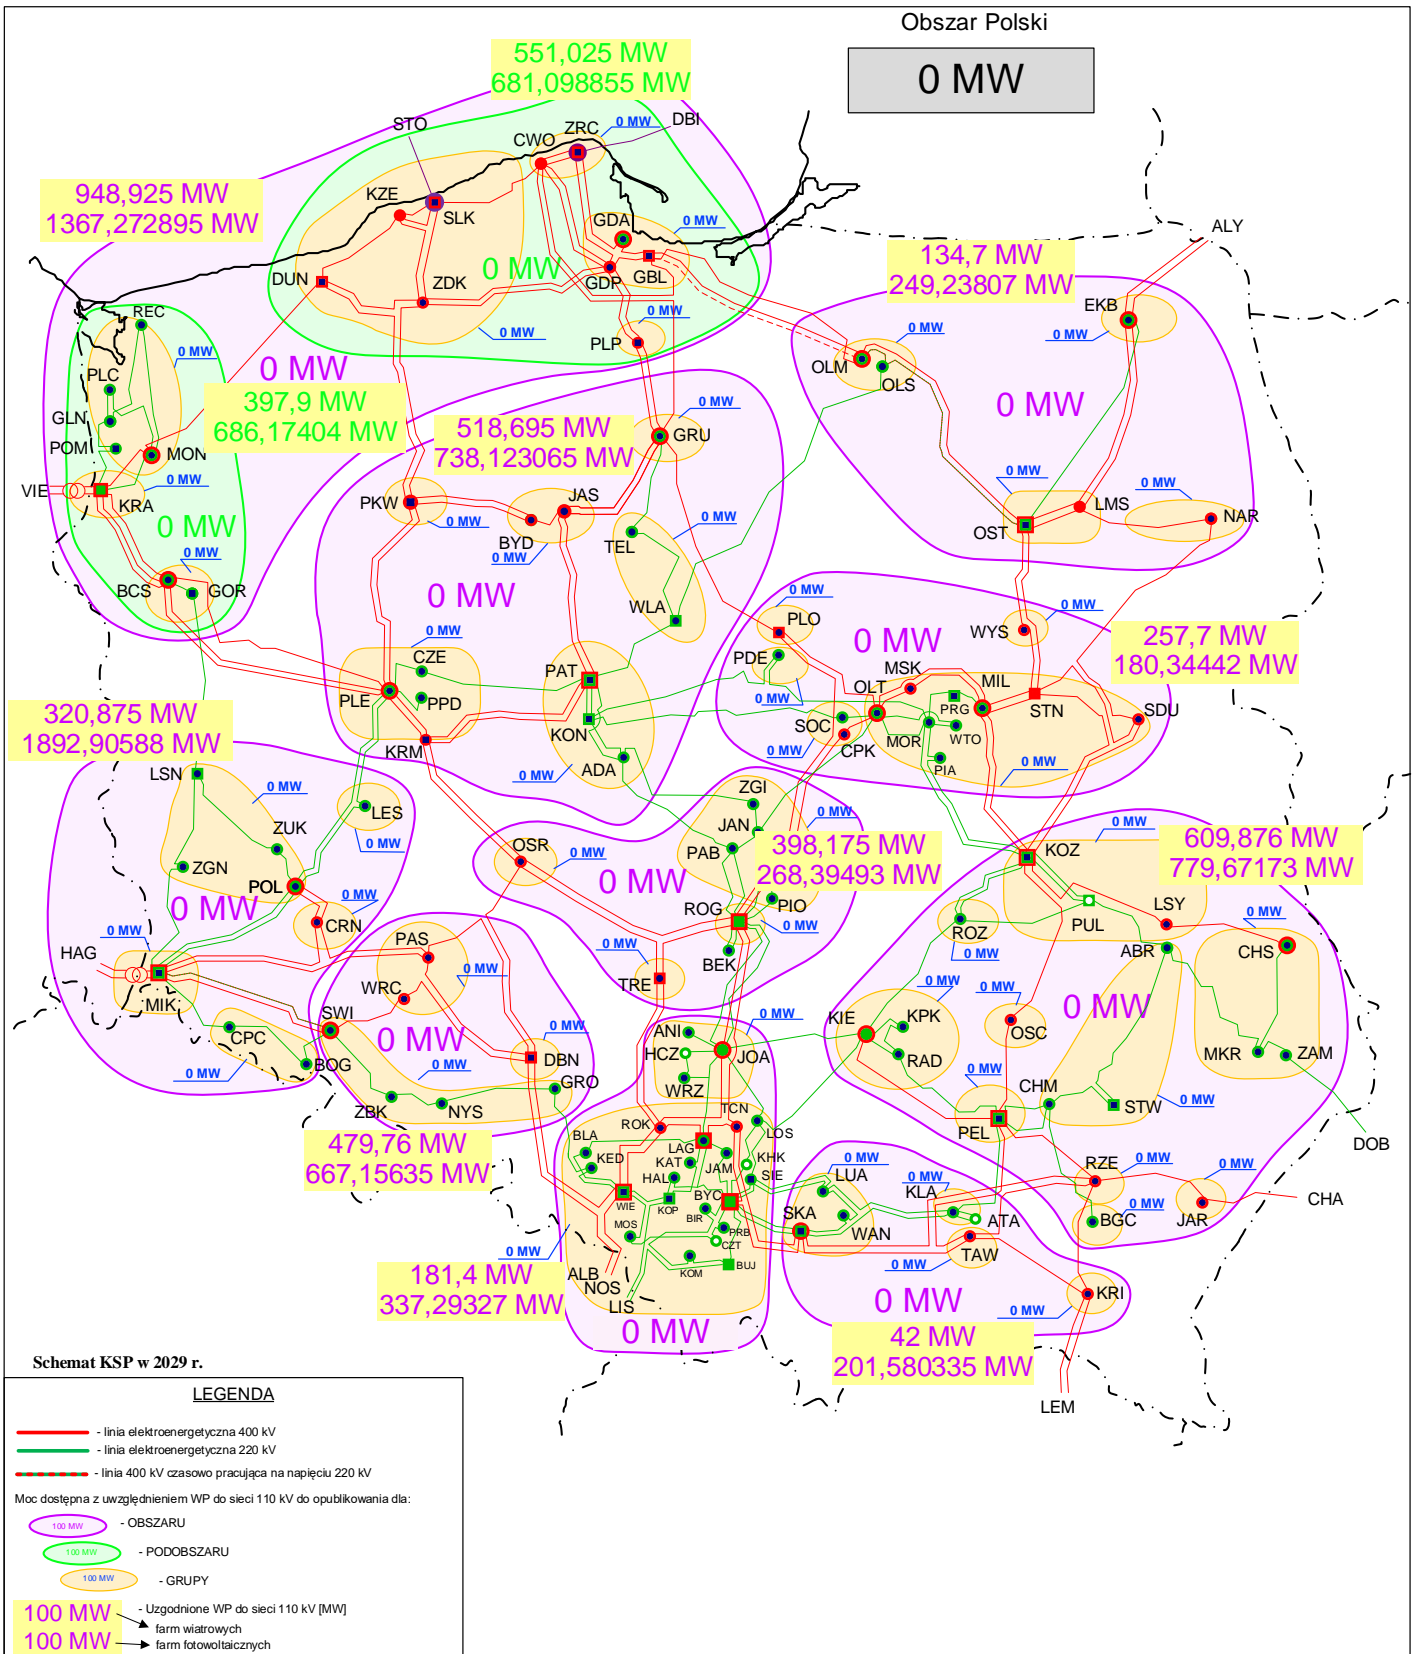 Obszar Polski
0 MW
551,025 MW
681,098855 MW
STO
CWO
ZRC
0 MW
DBI
948,925 MW
1367,272895 MW
KZE
SLK
GDA
0 MW
ALY
134,7 MW
249,23807 MW
DUN
ZDK
0 MW
GDP
GBL
EKB
0 MW
REC
0 MW
PLP
0 MW
0 MW
PLC
0 MW
OLM
OLS
397,9 MW
686,17404 MW
0 MW
0 MW
GLN
POM
MON
518,695 MW
738,123065 MW
GRU
VIE
KRA
0 MW
PKW
JAS
0 MW
LMS
0 MW
NAR
0 MW
BYD
0 MW
0 MW
TEL
OST
0 MW
BCS
GOR
0 MW
WLA
0 MW
PLO
WYS
0 MW
257,7 MW
180,34442 MW
0 MW
CZE
PAT
PDE
0 MW
MSK
MIL
PLE
PPD
OLT
PRG
STN
SDU
320,875 MW
1892,90588 MW
KON
0 MW
SOC
MOR
WTO
KRM
CPK
0 MW
PIA
LSN
0 MW
ADA
0 MW
0 MW
LES
ZGI
ZUK
0 MW
JAN
0 MW
OSR
PAB
398,175 MW
268,39493 MW
KOZ
0 MW
609,876 MW
779,67173 MW
ZGN
0 MW
POL
0 MW
0 MW
PIO
LSY
0 MW
CRN
ROG
0 MW
ROZ
PUL
HAG
0 MW
PAS
BEK
0 MW
ABR
CHS
MIK
0 MW
TRE
0 MW
0 MW
WRC
0 MW
SWI
0 MW
ANI
0 MW
KIE
KPK
OSC
CPC
HCZ
JOA
RAD
MKR
ZAM
BOG
0 MW
DBN
0 MW
0 MW
WRZ
CHM
GRO
ZBK
NYS
TCN
STW
0 MW
ROK
LOS
PEL
DOB
479,76 MW
667,15635 MW
BLA
LAG
KED
KAT
JAM
KHK
0 MW
LUA
RZE
0 MW
HAL
SIE
KLA
0 MW
WIE
KOP
BYC
CHA
BIR
SKA
ATA
BGC
0 MW
JAR
MOS
PRB
WAN
CZT
TAW
0 MW
KOM
BUJ
0 MW
181,4 MW
337,29327 MW
ALB
NOS
LIS
0 MW
0 MW
KRI
0 MW
42 MW
201,580335 MW
LEM
Schemat KSP w 2029 r.
LEGENDA
- linia elektroenergetyczna 400 kV
- linia elektroenergetyczna 220 kV
- linia 400 kV czasowo pracująca na napięciu 220 kV
Moc dostępna z uwzględnieniem WP do sieci 110 kV do opublikowania dla:
100 MW - OBSZARU
100 MW - PODOBSZARU
100 MW - GRUPY
100 MW - Uzgodnione WP do sieci 110 kV [MW]
farm wiatrowych
100 MW farm fotowoltaicznych